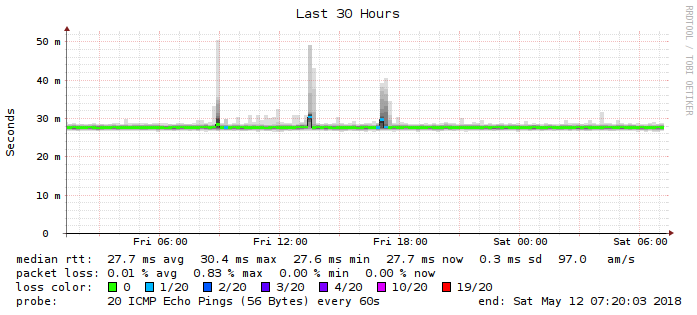 Last 30 Hours
RRDTOOL / TOBI OETIKER
Seconds
50 m
40 m
30 m
20 m
10 m
0
Fri 06:00 Fri 12:00 Fri 18:00 Sat 00:00 Sat 06:00
median rtt: 27.7 ms avg 30.4 ms max 27.6 ms min 27.7 ms now 0.3 ms sd 97.0 am/s
packet loss: 0.01 % avg 0.83 % max 0.00 % min 0.00 % now
loss color: 0 1/20 2/20 3/20 4/20 10/20 19/20
probe: 20 ICMP Echo Pings (56 Bytes) every 60s end: Sat May 12 07:20:03 2018